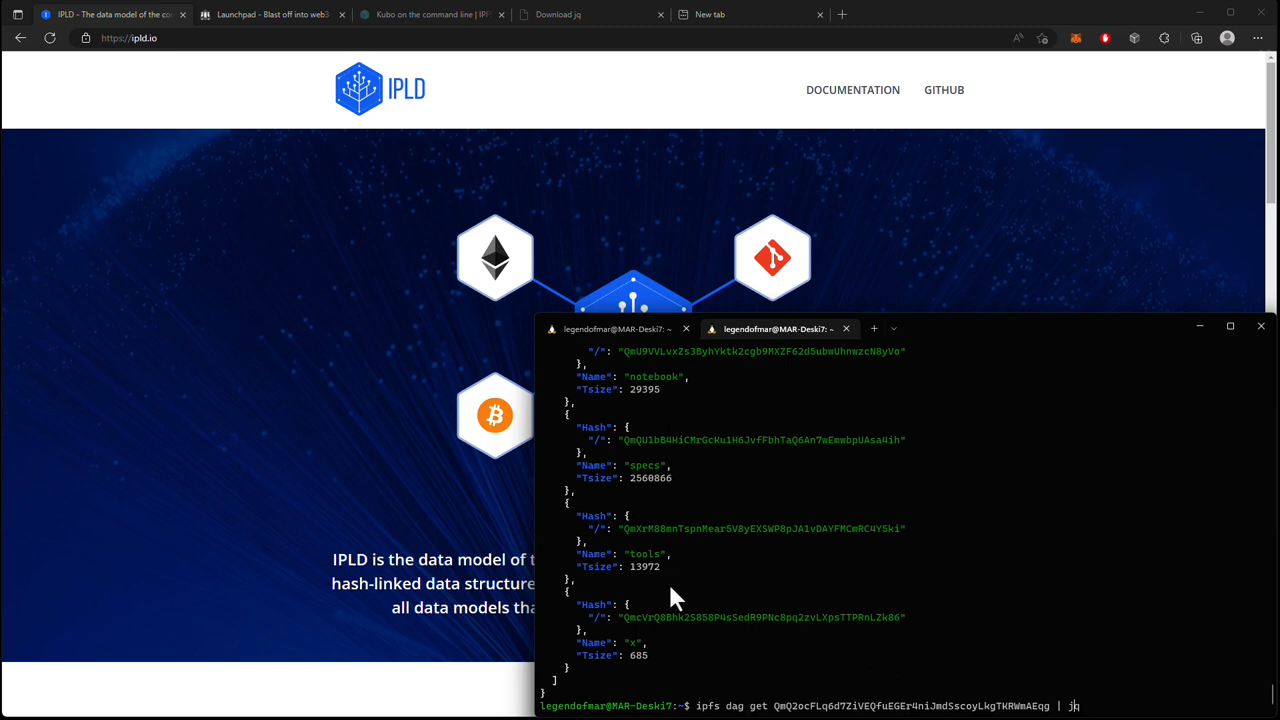 IPLD - The data model of the co
Launchpad - Blast off into web3
Kubo on the command line | IPF
Download jq
New tab
https://ipld.io
IPLD
DOCUMENTATION
GITHUB
IPLD is the data model of t
hash-linked data structure
all data models tha
legendofmar@MAR-Deski7: ~
legendofmar@MAR-Deski7: ~
"/": "QmU9VVLvxZs3ByhYktk2cgb9MXZF62d5ubwUhnwzcN8yVo"
},
"Name": "notebook",
"Tsize": 29395
},
{
"Hash": {
"/": "QmQU1bB4HiCMrGcKu1H6JvfFbhTaQ6An7wEmwbpUAsa4ih"
},
"Name": "specs",
"Tsize": 2560866
},
{
"Hash": {
"/": "QmXrM88mnTspnMear5V8yEXSWP8pJA1vDAYFMCmRC4Y5ki"
},
"Name": "tools",
"Tsize": 13972
},
{
"Hash": {
"/": "QmcVrQ8Bhk2S858P4sSedR9PNc8pq2zvLXpsTTPRnLZk86"
},
"Name": "x",
"Tsize": 685
}
]
}
legendofmar@MAR-Deski7:~$ ipfs dag get QmQ2ocFLq6d7ZiVEQfuEGEr4niJmdSscoyLkgTKRWmAEqg | jq